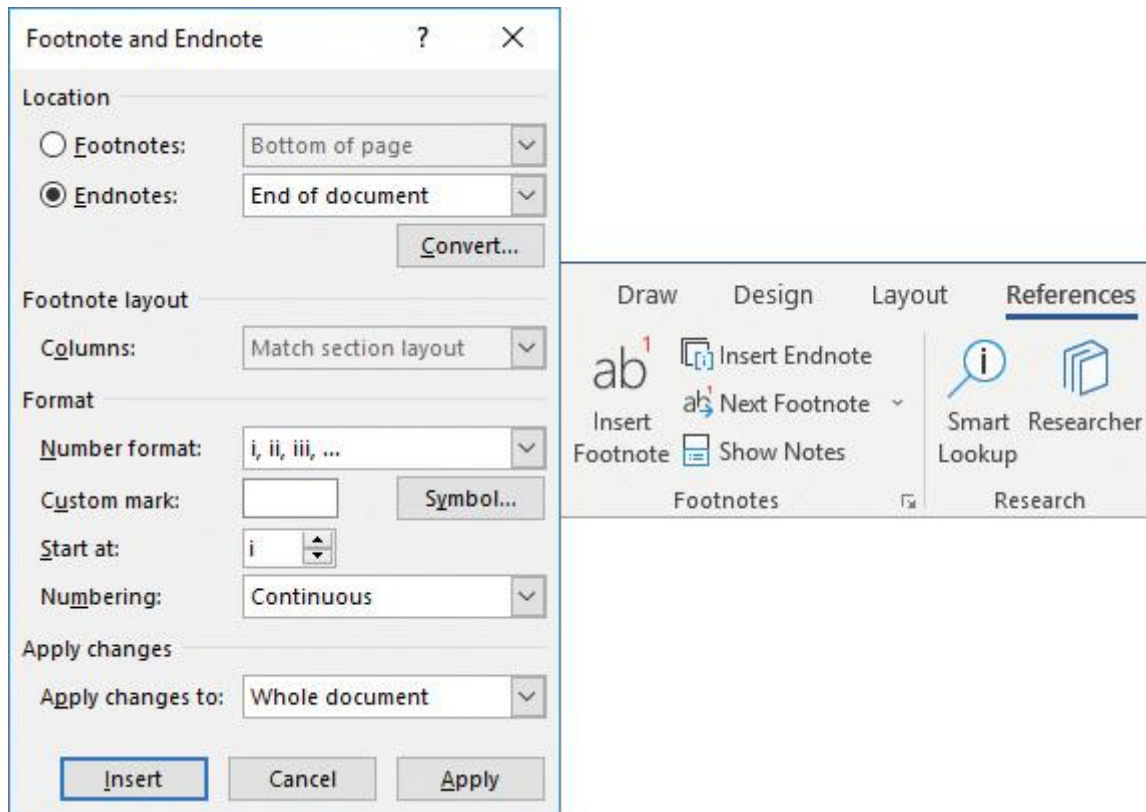 Footnote and Endnote ? ×
Location
Footnotes: Bottom of page
Endnotes: End of document
Convert...
Footnote layout
Columns: Match section layout
Format
Number format: i, ii, iii, ...
Custom mark: Symbol...
Start at: i
Numbering: Continuous
Apply changes
Apply changes to: Whole document
Insert Cancel Apply
Draw Design Layout References
ab1
Insert Footnote
[i] Insert Endnote
ab1 Next Footnote
Show Notes
i
Smart Lookup
Researcher
Footnotes Research